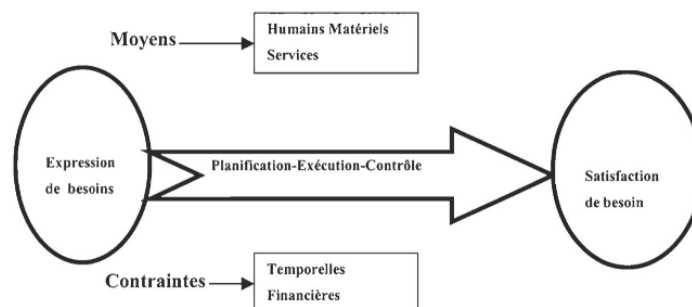 Moyens
Humains Matériels
Services
Expression
de besoins
Planification-Exécution-Contrôle
Satisfaction
de besoin
Contraintes
Temporelles
Financières